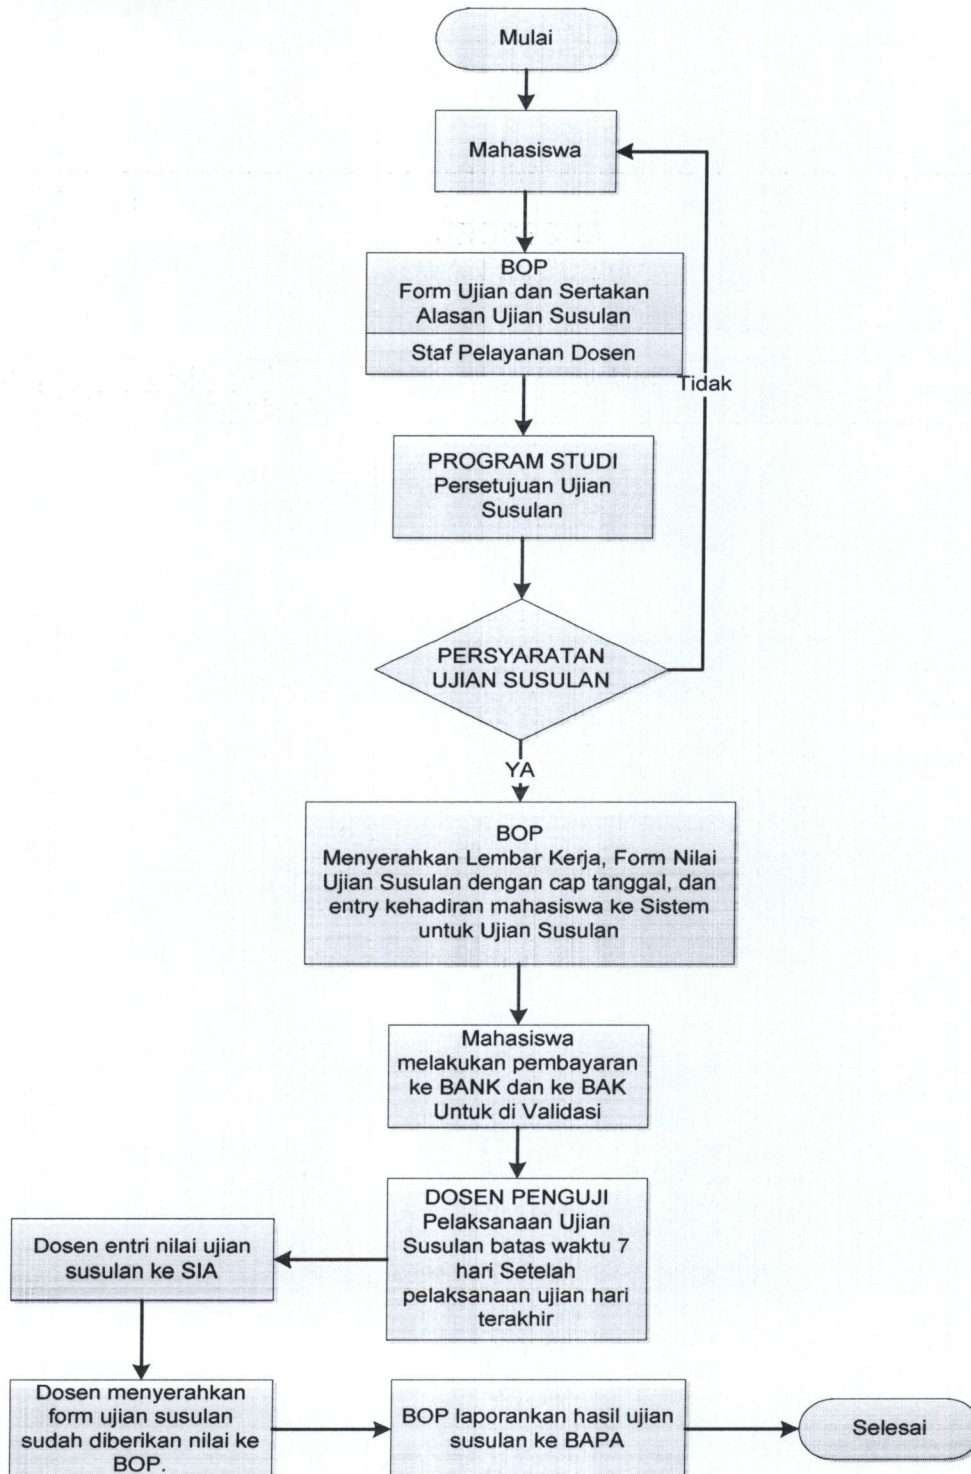 Mulai
Mahasiswa
BOP
Form Ujian dan Sertakan
Alasan Ujian Susulan
Staf Pelayanan Dosen
Tidak
PROGRAM STUDI
Persetujuan Ujian
Susulan
PERSYARATAN
UJIAN SUSULAN
YA
BOP
Menyerahkan Lembar Kerja, Form Nilai
Ujian Susulan dengan cap tanggal, dan
entry kehadiran mahasiswa ke Sistem
untuk Ujian Susulan
Mahasiswa
melakukan pembayaran
ke BANK dan ke BAK
Untuk di Validasi
DOSEN PENGUJI
Pelaksanaan Ujian
Susulan batas waktu 7
hari Setelah
pelaksanaan ujian hari
terakhir
Dosen entri nilai ujian
susulan ke SIA
Dosen menyerahkan
form ujian susulan
sudah diberikan nilai ke
BOP.
BOP laporankan hasil ujian
susulan ke BAPA
Selesai